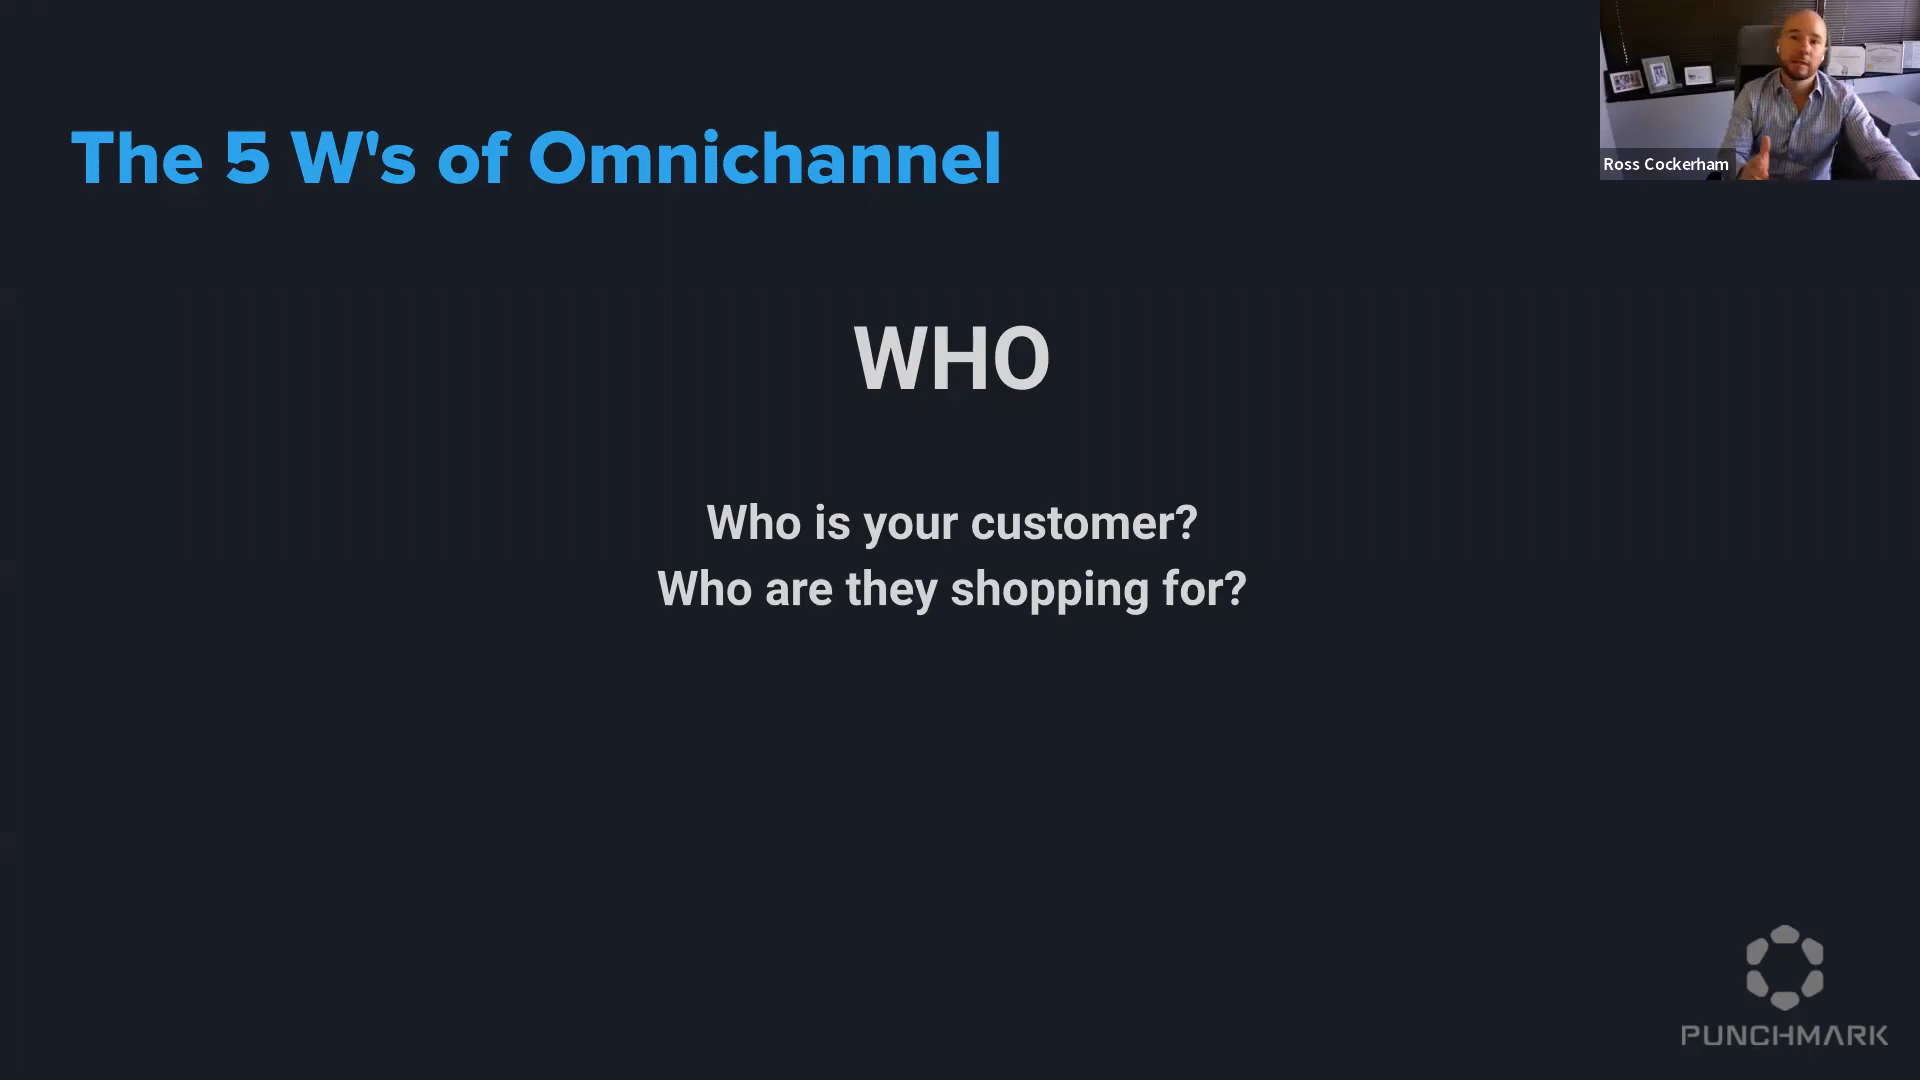 The 5 W's of Omnichannel
Ross Cockerham
WHO
Who is your customer?
Who are they shopping for?
PUNCHMARK